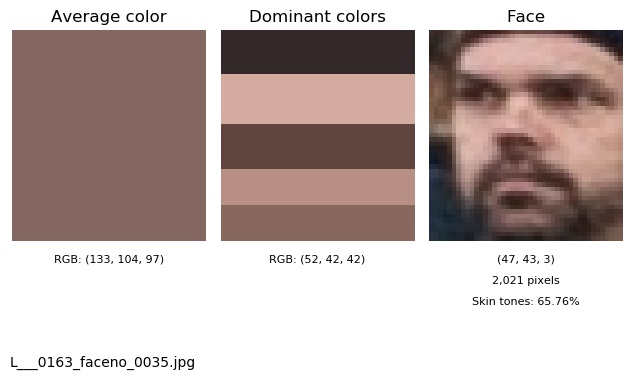 Average color
Dominant colors
Face
RGB: (133, 104, 97)
RGB: (52, 42, 42)
(47, 43, 3)
2,021 pixels
Skin tones: 65.76%
L___0163_faceno_0035.jpg